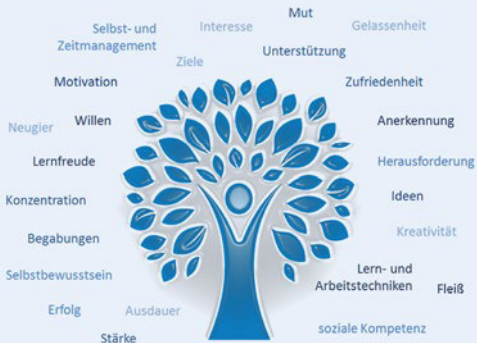 Mut
Selbst- und
Zeitmanagement
Interesse
Gelassenheit
Ziele
Unterstützung
Motivation
Zufriedenheit
Neugier
Willen
Anerkennung
Lernfreude
Herausforderung
Konzentration
Ideen
Begabungen
Kreativität
Selbstbewusstsein
Lern- und
Arbeitstechniken
Fleiß
Erfolg
Ausdauer
Stärke
soziale Kompetenz